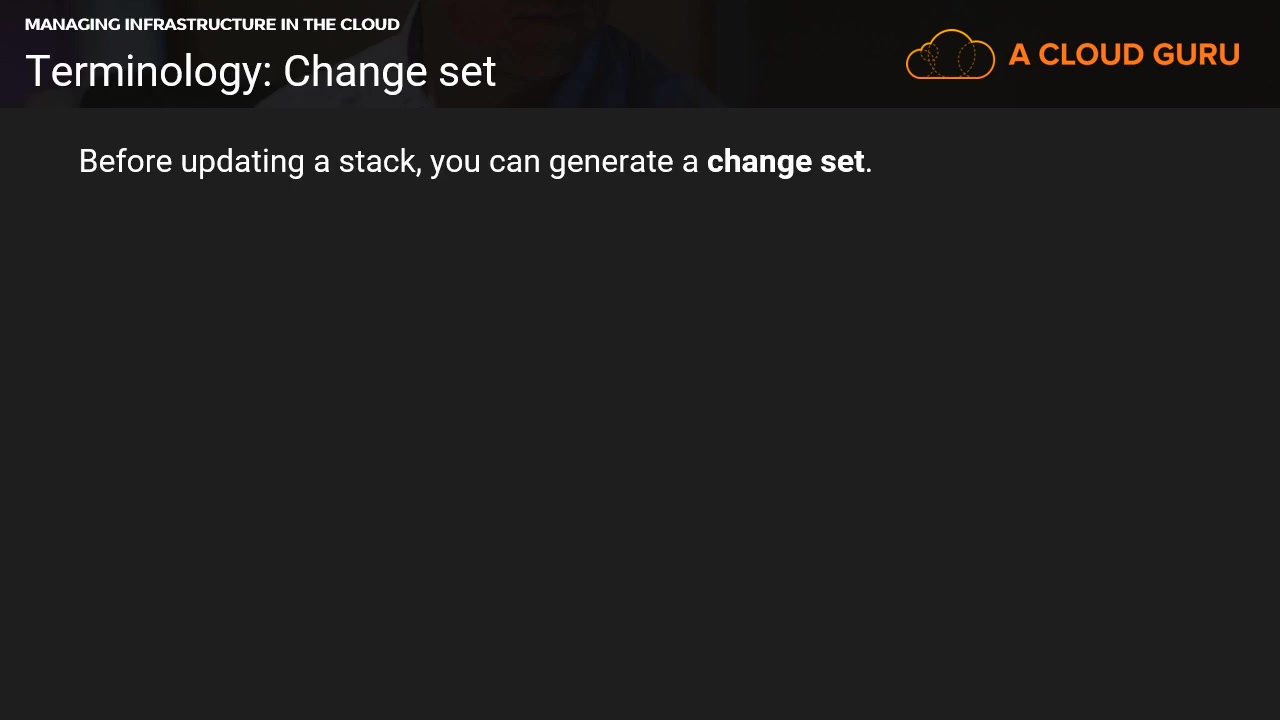 MANAGING INFRASTRUCTURE IN THE CLOUD
Terminology: Change set
A CLOUD GURU
Before updating a stack, you can generate a change set.